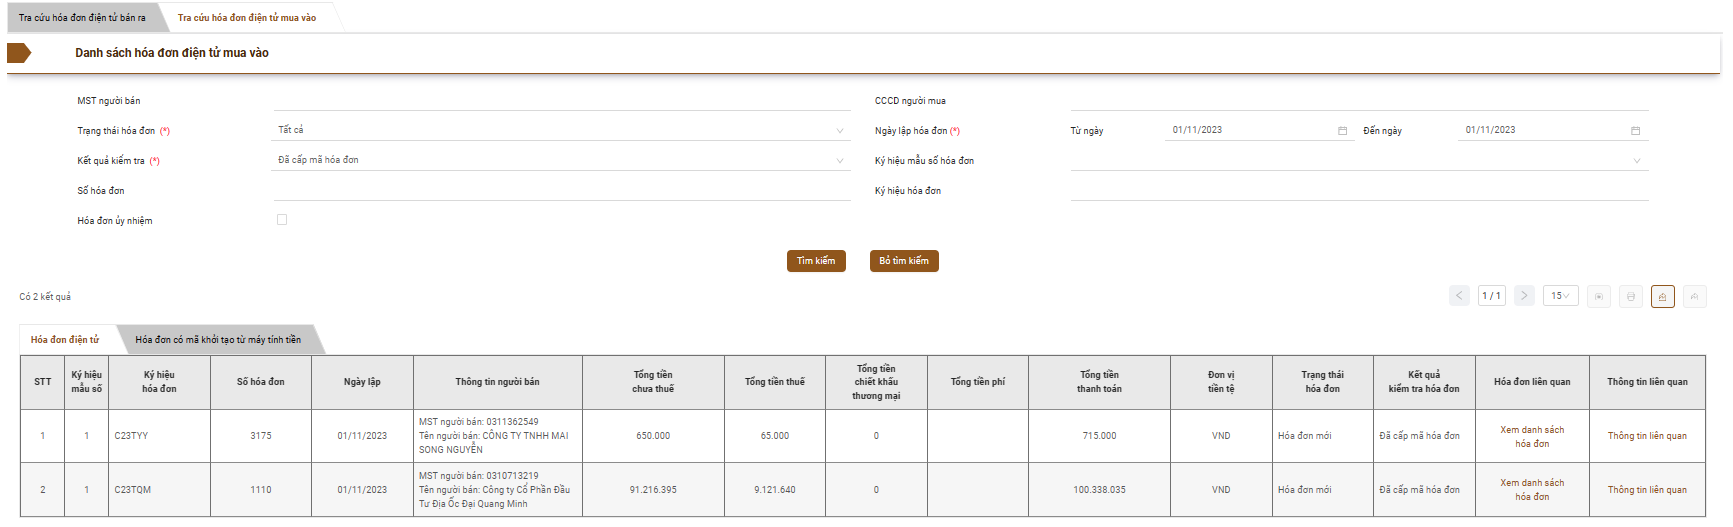 Tra cứu hóa đơn điện tử bán ra
Tra cứu hóa đơn điện tử mua vào
Danh sách hóa đơn điện tử mua vào
MST người bán
CCCD người mua
Trạng thái hóa đơn (*)
Tất cả
Ngày lập hóa đơn (*)
Từ ngày
01/11/2023
Đến ngày
01/11/2023
Kết quả kiểm tra (*)
Đã cấp mã hóa đơn
Ký hiệu mẫu số hóa đơn
Số hóa đơn
Ký hiệu hóa đơn
Hóa đơn ủy nhiệm
Tìm kiếm
Bỏ tìm kiếm
Có 2 kết quả
1 / 1
15
Hóa đơn điện tử
Hóa đơn có mã khởi tạo từ máy tính tiền
STT
Ký hiệu
mẫu số
Ký hiệu
hóa đơn
Số hóa đơn
Ngày lập
Thông tin người bán
Tổng tiền
chưa thuế
Tổng tiền thuế
Tổng tiền
chiết khấu
thương mại
Tổng tiền phí
Tổng tiền
thanh toán
Đơn vị
tiền tệ
Trạng thái
hóa đơn
Kết quả
kiểm tra hóa đơn
Hóa đơn liên quan
Thông tin liên quan
1
1
C23TYY
3175
01/11/2023
MST người bán: 0311362549
Tên người bán: CÔNG TY TNHH MAI
SONG NGUYỄN
650.000
65.000
0
715.000
VND
Hóa đơn mới
Đã cấp mã hóa đơn
Xem danh sách
hóa đơn
Thông tin liên quan
2
1
C23TQM
1110
01/11/2023
MST người bán: 0310713219
Tên người bán: Công ty Cổ Phần Đầu
Tư Địa Ốc Đại Quang Minh
91.216.395
9.121.640
0
100.338.035
VND
Hóa đơn mới
Đã cấp mã hóa đơn
Xem danh sách
hóa đơn
Thông tin liên quan